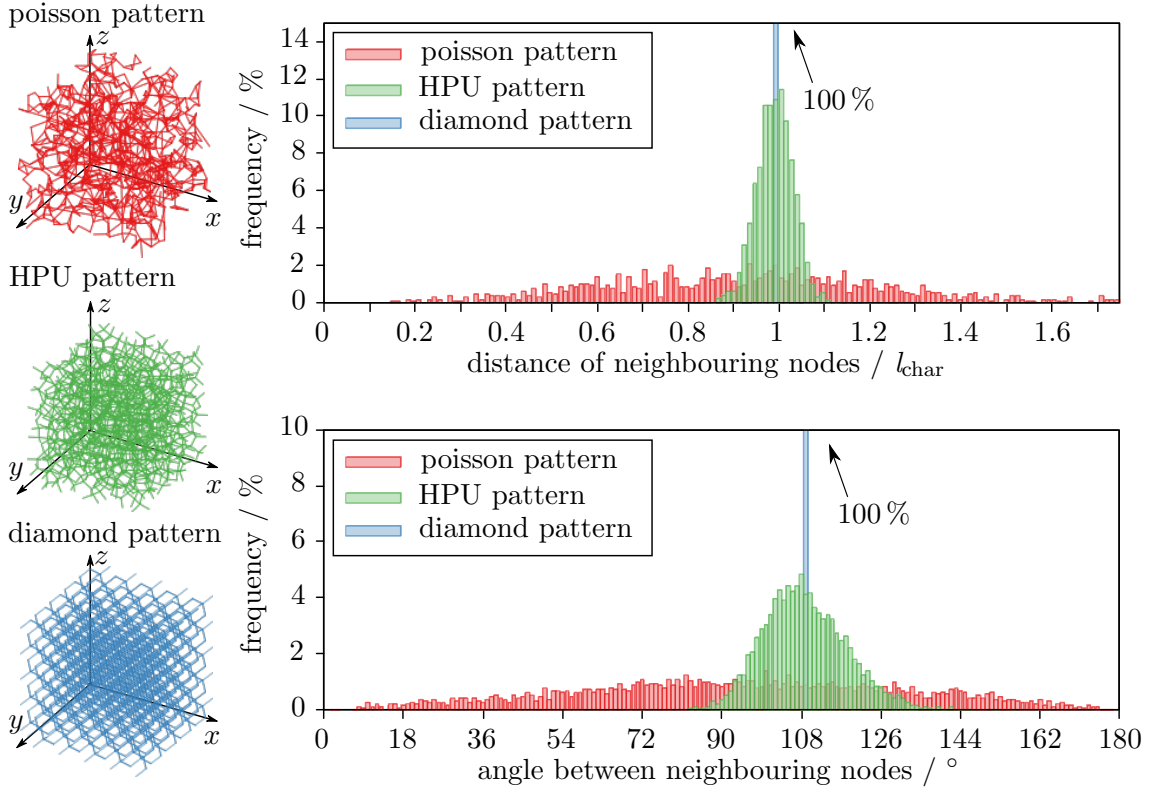 poisson pattern
z
y
x
HPU pattern
z
y
x
diamond pattern
z
y
x
frequency / %
14
12
10
8
6
4
2
0
poisson pattern
HPU pattern
diamond pattern
100 %
0 0.2 0.4 0.6 0.8 1 1.2 1.4 1.6
distance of neighbouring nodes / l_char
frequency / %
10
8
6
4
2
0
poisson pattern
HPU pattern
diamond pattern
100 %
0 18 36 54 72 90 108 126 144 162 180
angle between neighbouring nodes / °